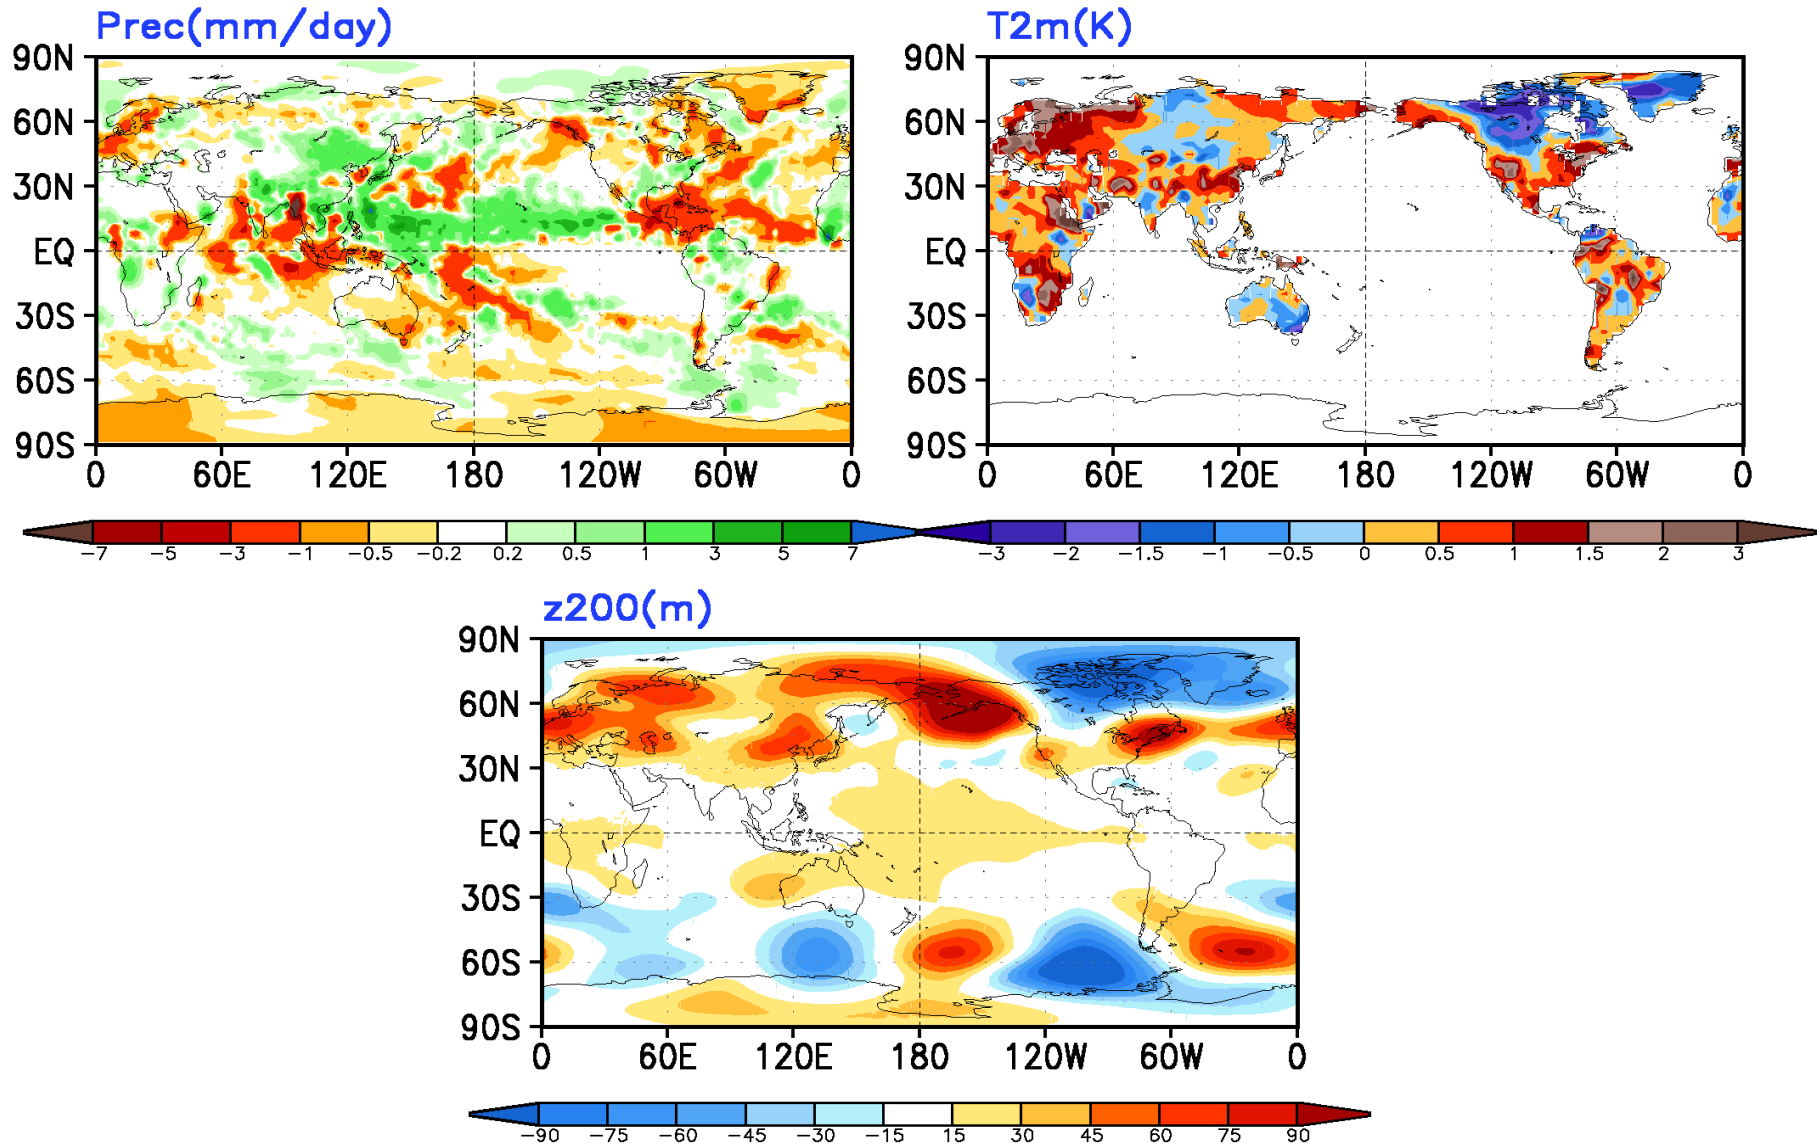 Prec(mm/day)
90N
60N
30N
EQ
30S
60S
90S
0 60E 120E 180 120W 60W 0
-7 -5 -3 -1 -0.5 -0.2 0.2 0.5 1 3 5 7
T2m(K)
90N
60N
30N
EQ
30S
60S
90S
0 60E 120E 180 120W 60W 0
-3 -2 -1.5 -1 -0.5 0 0.5 1 1.5 2 3
z200(m)
90N
60N
30N
EQ
30S
60S
90S
0 60E 120E 180 120W 60W 0
-90 -75 -60 -45 -30 -15 15 30 45 60 75 90